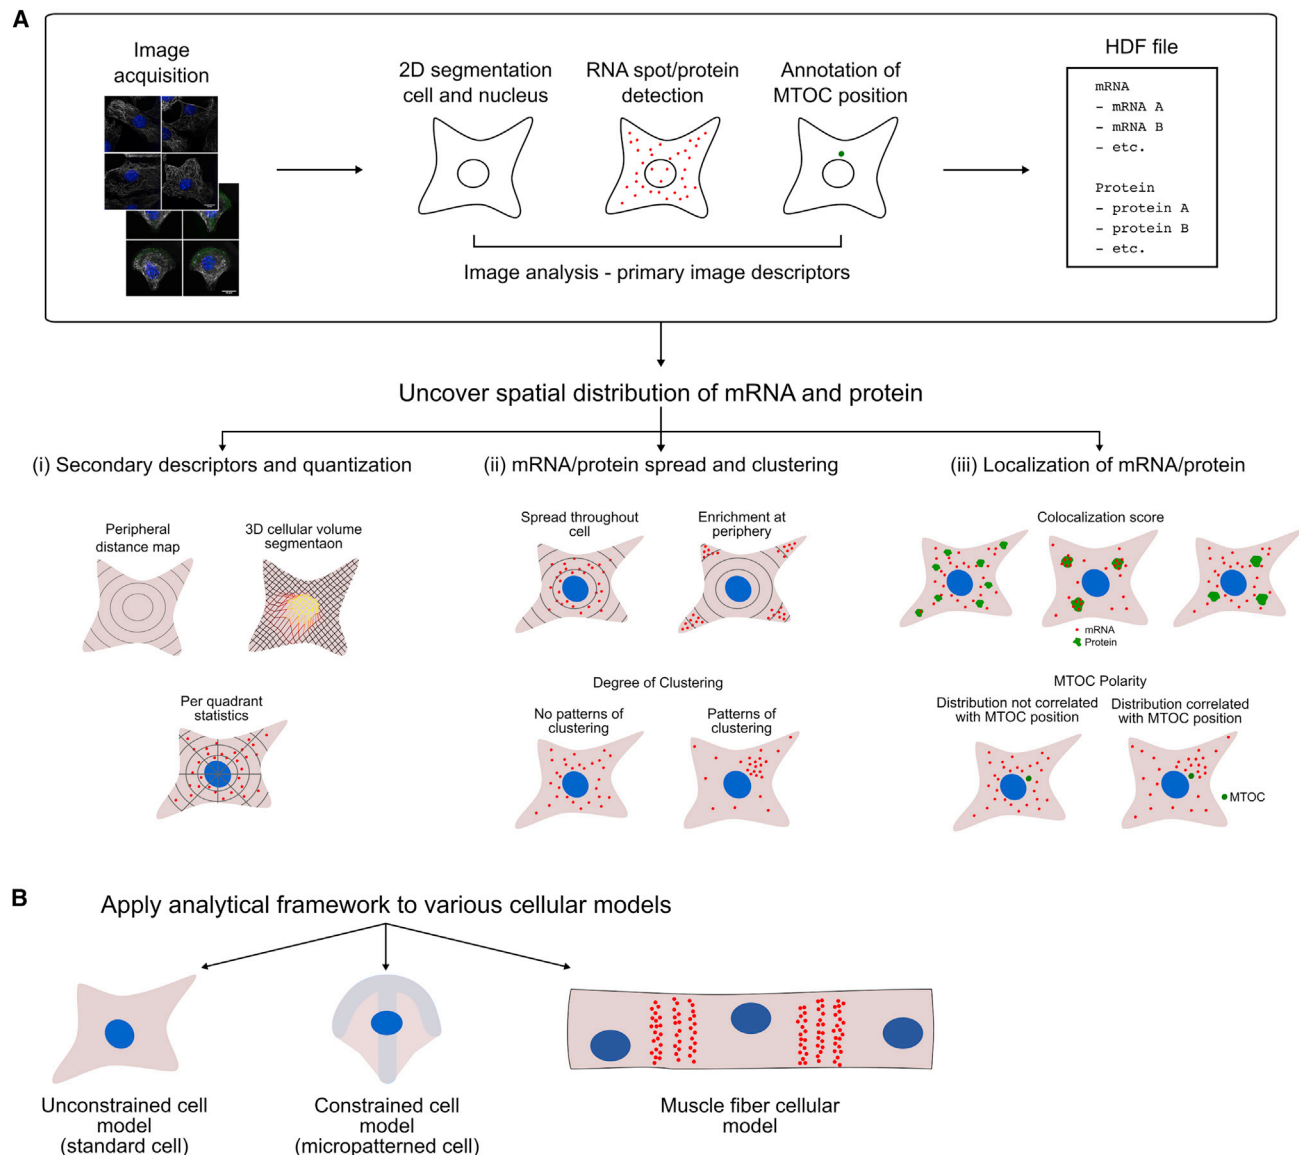 A
Image
acquisition
2D segmentation
cell and nucleus
RNA spot/protein
detection
Annotation of
MTOC position
HDF file
mRNA
- mRNA A
- mRNA B
- etc.
Protein
- protein A
- protein B
- etc.
Image analysis - primary image descriptors
Uncover spatial distribution of mRNA and protein
(i) Secondary descriptors and quantization
Peripheral
distance map
3D cellular volume
segmentaon
Per quadrant
statistics
(ii) mRNA/protein spread and clustering
Spread throughout
cell
Enrichment at
periphery
Degree of Clustering
No patterns of
clustering
Patterns of
clustering
(iii) Localization of mRNA/protein
Colocalization score
mRNA
Protein
MTOC Polarity
Distribution not correlated
with MTOC position
Distribution correlated
with MTOC position
MTOC
B
Apply analytical framework to various cellular models
Unconstrained cell
model
(standard cell)
Constrained cell
model
(micropatterned cell)
Muscle fiber cellular
model